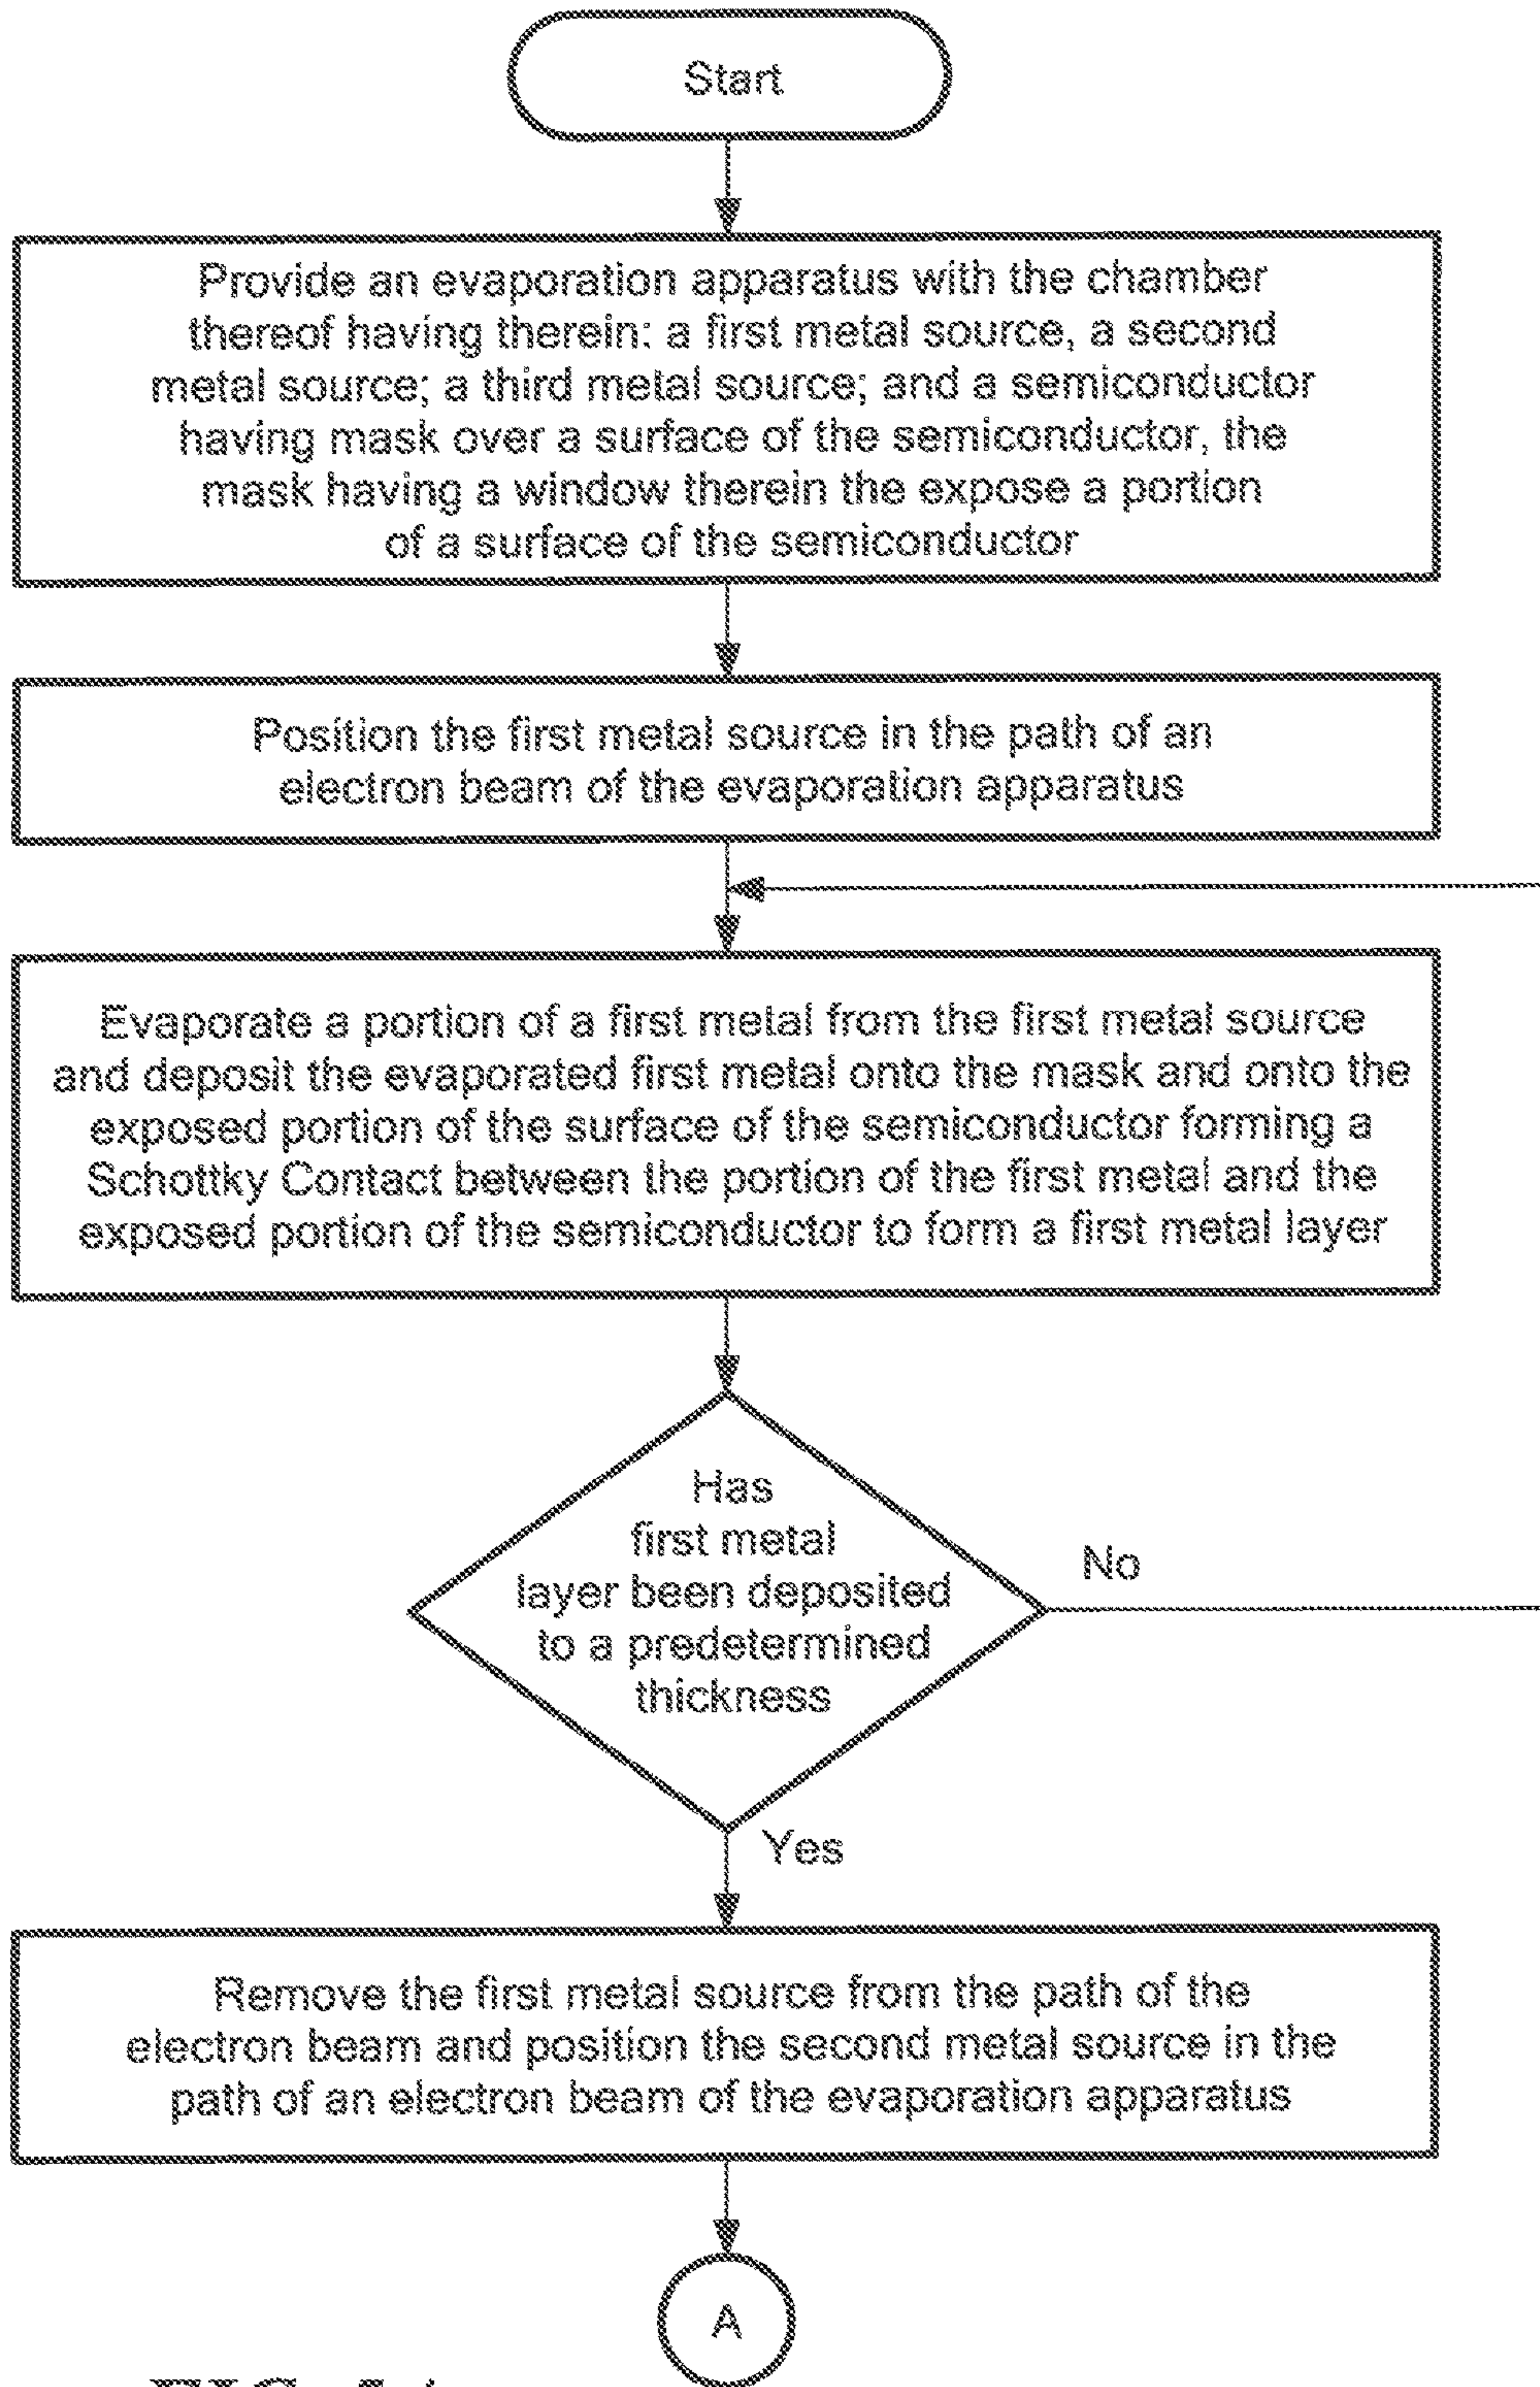 Start
Provide an evaporation apparatus with the chamber
thereof having therein: a first metal source, a second
metal source; a third metal source; and a semiconductor
having mask over a surface of the semiconductor, the
mask having a window therein the expose a portion
of a surface of the semiconductor
Position the first metal source in the path of an
electron beam of the evaporation apparatus
Evaporate a portion of a first metal from the first metal source
and deposit the evaporated first metal onto the mask and onto the
exposed portion of the surface of the semiconductor forming a
Schottky Contact between the portion of the first metal and the
exposed portion of the semiconductor to form a first metal layer
Has
first metal
layer been deposited
to a predetermined
thickness
No
Yes
Remove the first metal source from the path of the
electron beam and position the second metal source in the
path of an electron beam of the evaporation apparatus
A